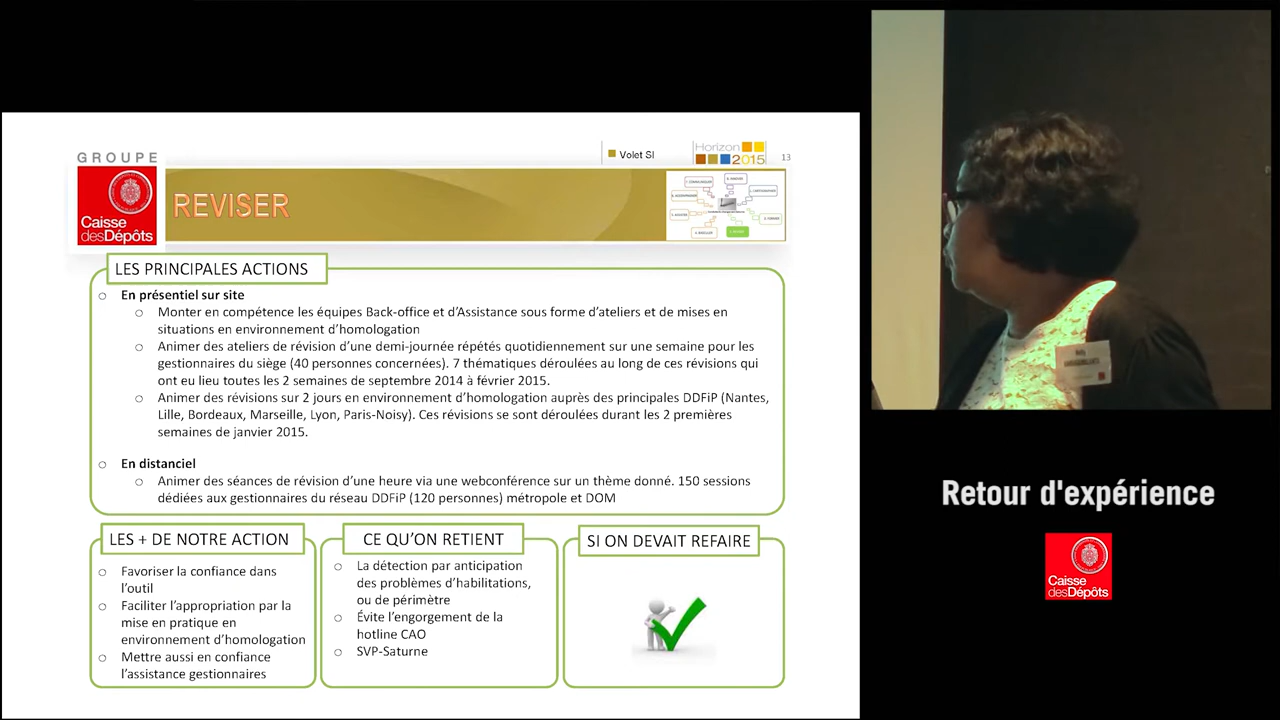 GROUPE
Caisse
desDépôts
Volet SI
Horizon
2015
13
REVISER
LES PRINCIPALES ACTIONS
En présentiel sur site
Monter en compétence les équipes Back-office et d'Assistance sous forme d'ateliers et de mises en
situations en environnement d'homologation
Animer des ateliers de révision d'une demi-journée répétés quotidiennement sur une semaine pour les
gestionnaires du siège (40 personnes concernées). 7 thématiques déroulées au long de ces révisions qui
ont eu lieu toutes les 2 semaines de septembre 2014 à février 2015.
Animer des révisions sur 2 jours en environnement d'homologation auprès des principales DDFiP (Nantes,
Lille, Bordeaux, Marseille, Lyon, Paris-Noisy). Ces révisions se sont déroulées durant les 2 premières
semaines de janvier 2015.
En distanciel
Animer des séances de révision d'une heure via une webconférence sur un thème donné. 150 sessions
dédiées aux gestionnaires du réseau DDFiP (120 personnes) métropole et DOM
LES + DE NOTRE ACTION
Favoriser la confiance dans
l'outil
Faciliter l'appropriation par la
mise en pratique en
environnement d'homologation
Mettre aussi en confiance
l'assistance gestionnaires
CE QU'ON RETIENT
La détection par anticipation
des problèmes d'habilitations,
ou de périmètre
Évite l'engorgement de la
hotline CAO
SVP-Saturne
SI ON DEVAIT REFAIRE
Retour d'expérience
Caisse
desDépôts